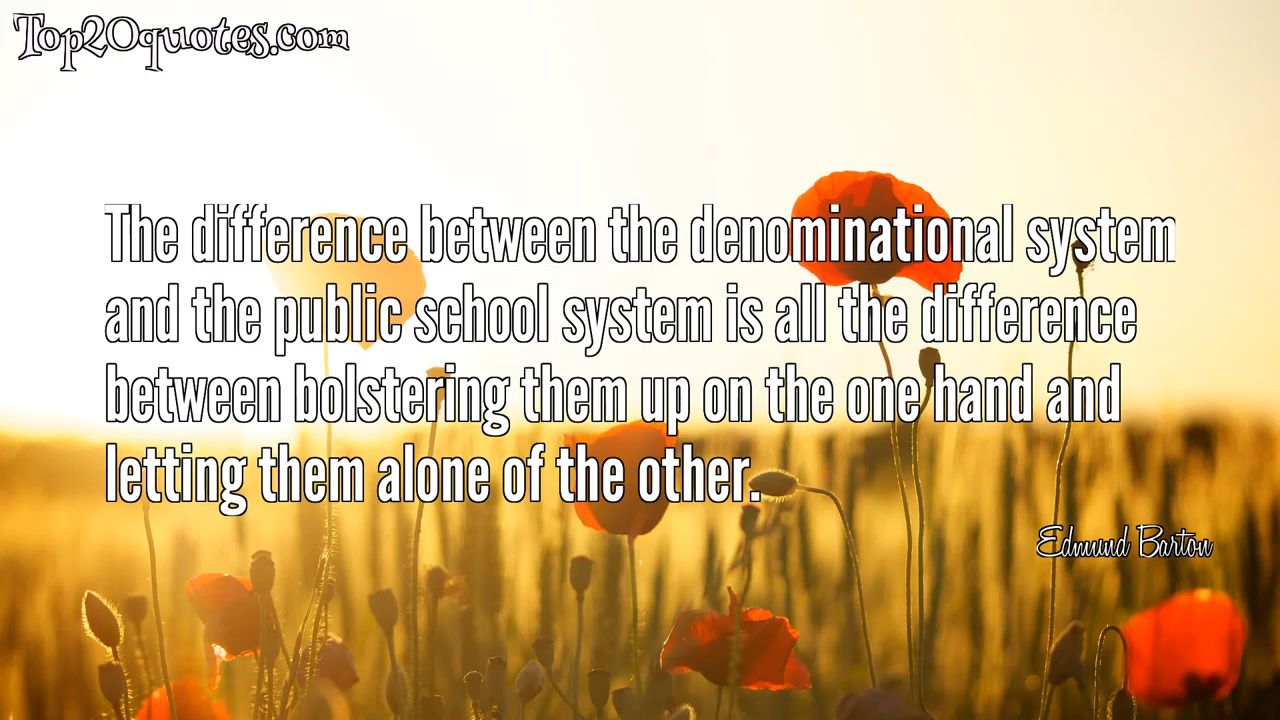 Top20quotes.com
The difference between the denominational system
and the public school system is all the difference
between bolstering them up on the one hand and
letting them alone of the other.
Edmund Barton